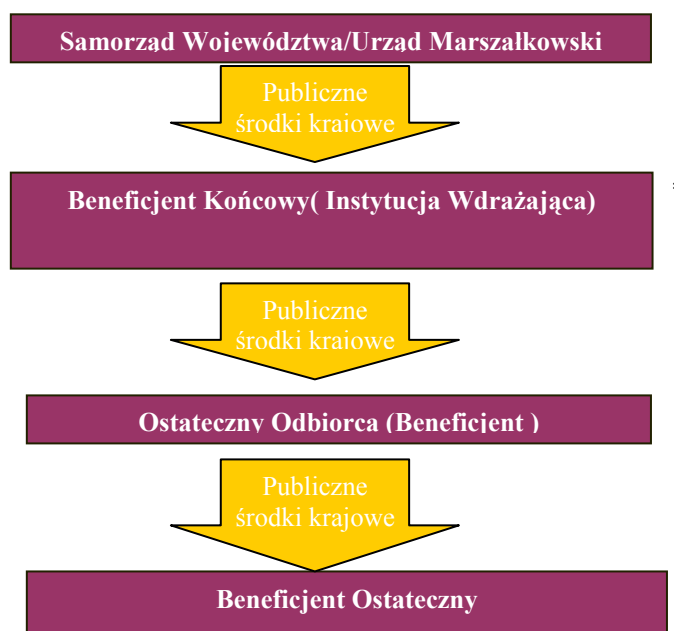 Samorząd Województwa/Urząd Marszałkowski
Publiczne
środki krajowe
Beneficjent Końcowy( Instytucja Wdrażająca)
Publiczne
środki krajowe
Ostateczny Odbiorca (Beneficjent )
Publiczne
środki krajowe
Beneficjent Ostateczny